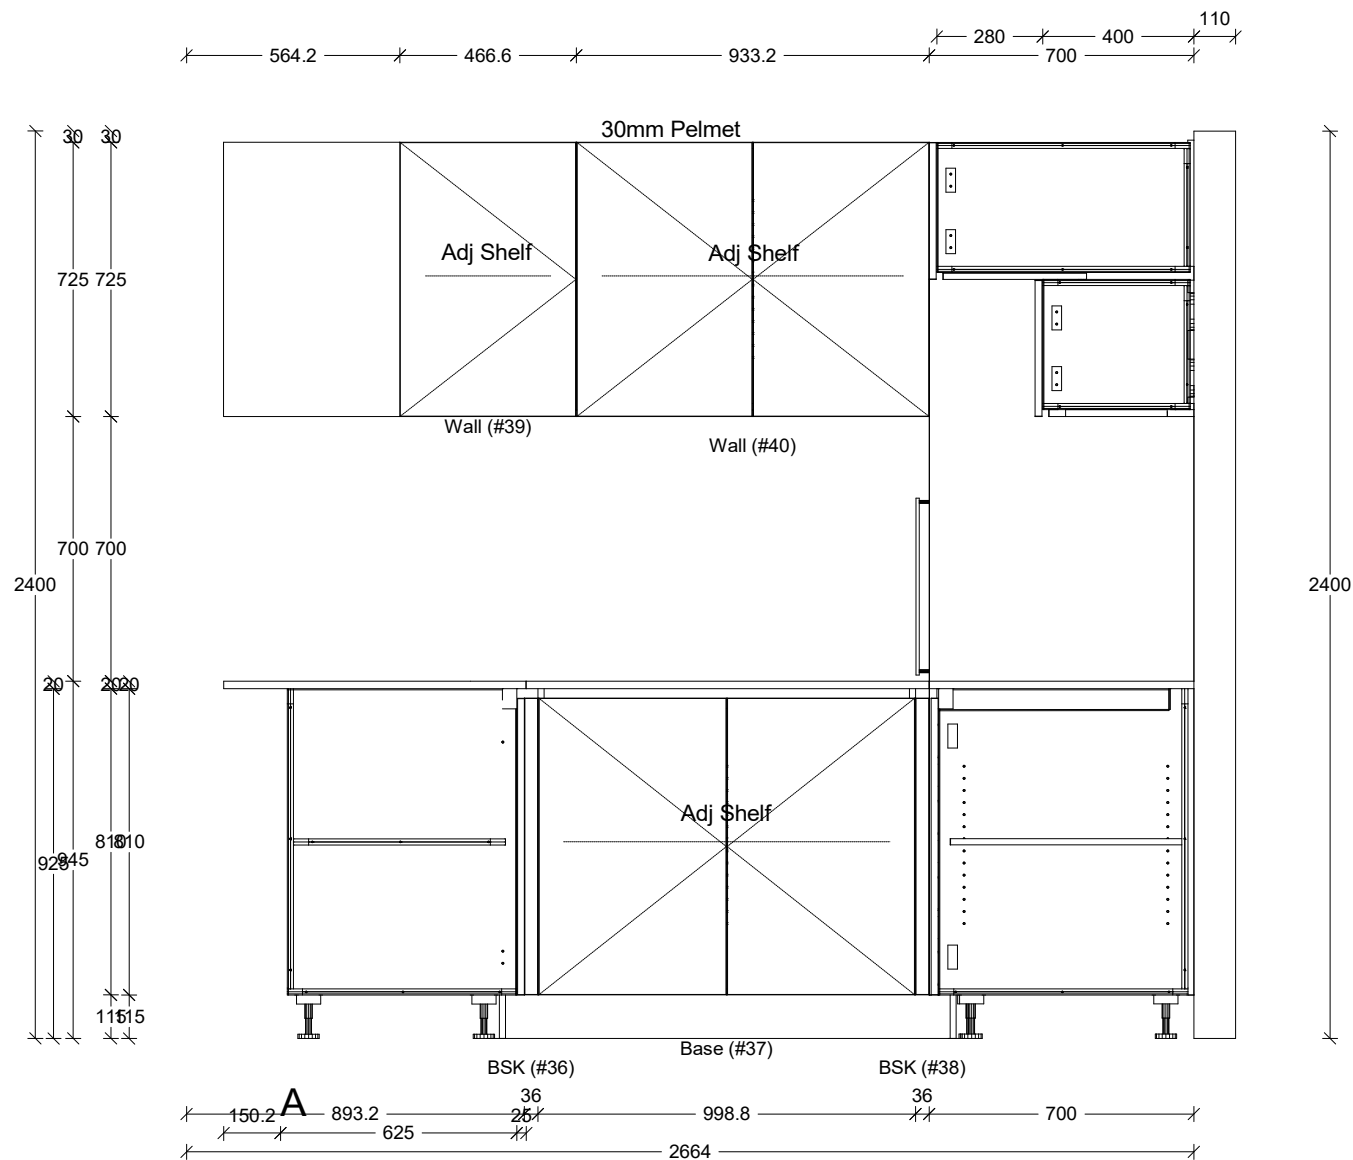 110
280 400
564.2 466.6 933.2 700
30mm Pelmet
30 30
Adj Shelf Adj Shelf
725 725
Wall (#39)
Wall (#40)
700 700
2400 2400
20 20 20
Adj Shelf
925 945 810 810
115 115
Base (#37)
BSK (#36) BSK (#38)
A 36 36
150.2 893.2 25 998.8 700
625
2664